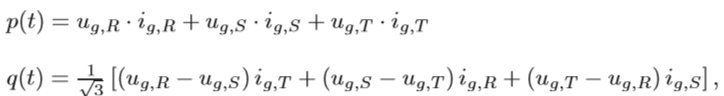 p(t) = u_{g,R} · i_{g,R} + u_{g,S} · i_{g,S} + u_{g,T} · i_{g,T}
q(t) = \frac{1}{\sqrt{3}} [(u_{g,R} − u_{g,S}) i_{g,T} + (u_{g,S} − u_{g,T}) i_{g,R} + (u_{g,T} − u_{g,R}) i_{g,S}] ,